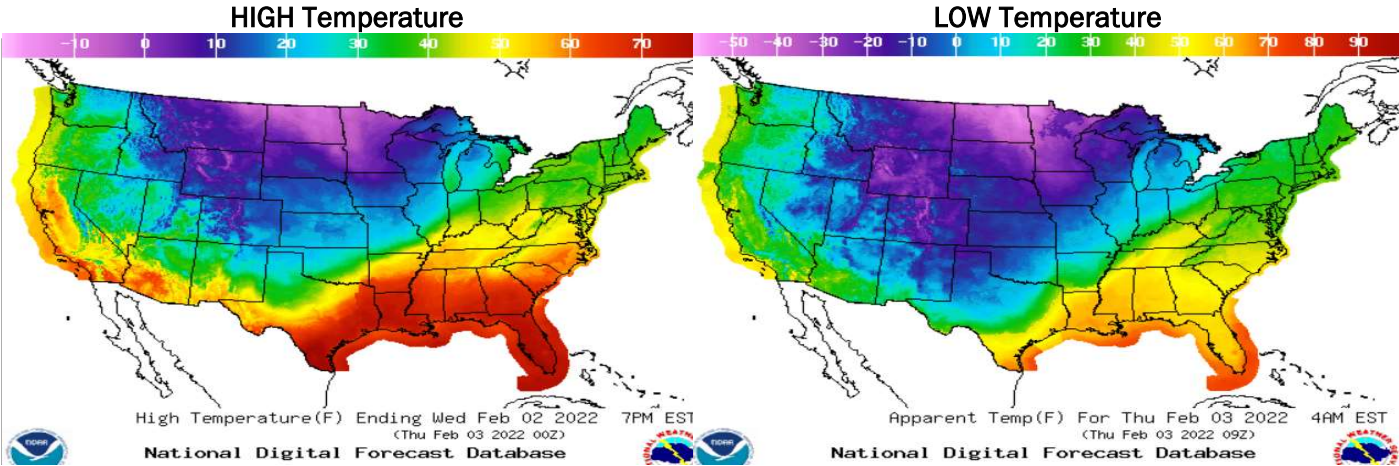 HIGH Temperature
-10 0 10 20 30 40 50 60 70
High Temperature(F) Ending Wed Feb 02 2022 7PM EST
(Thu Feb 03 2022 00Z)
National Digital Forecast Database
NOAA
LOW Temperature
-50 -40 -30 -20 -10 0 10 20 30 40 50 60 70 80 90
Apparent Temp(F) For Thu Feb 03 2022 4AM EST
(Thu Feb 03 2022 09Z)
National Digital Forecast Database
NOAA